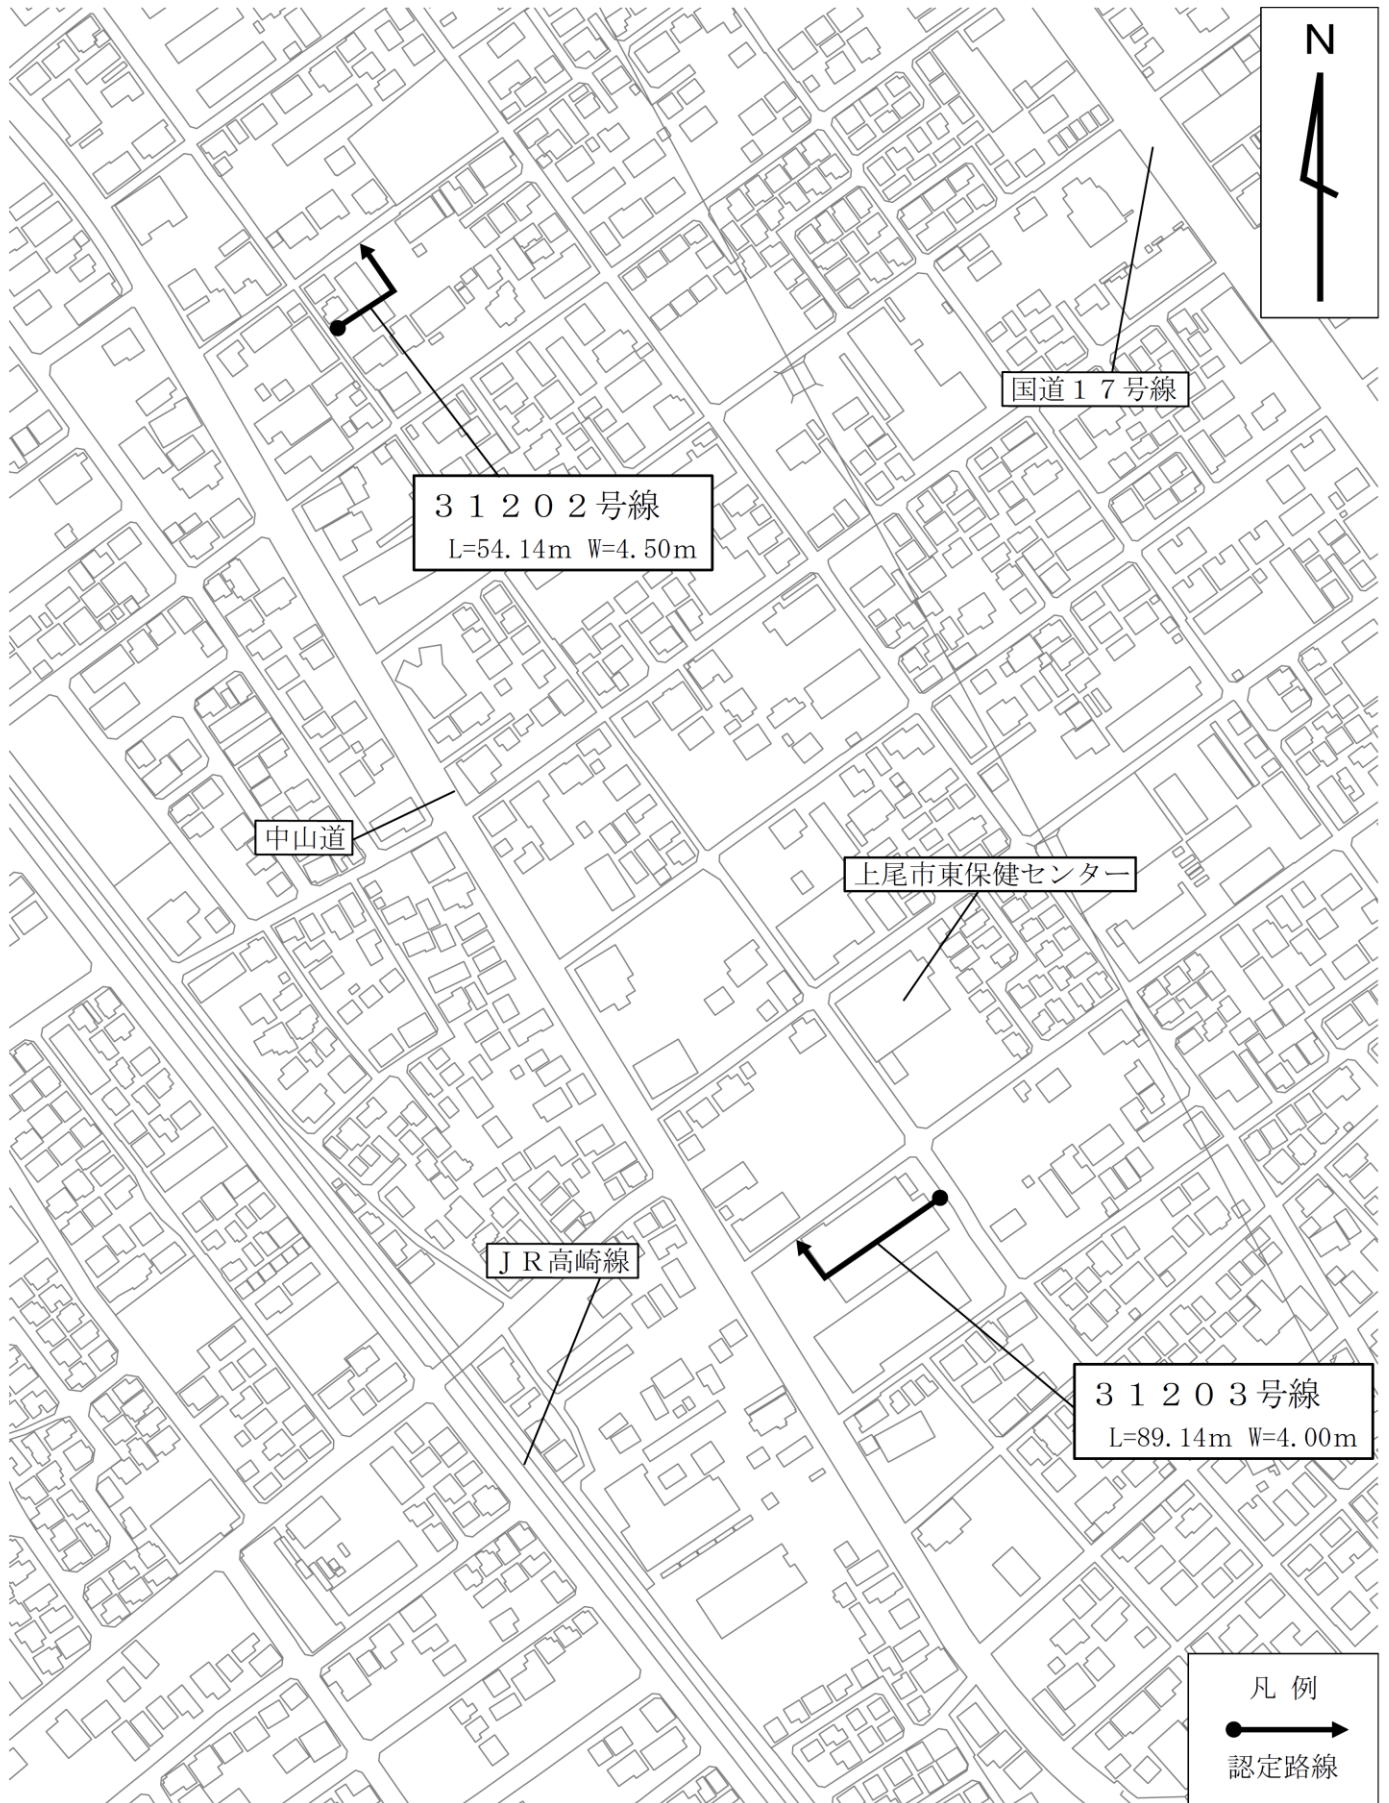 N
国道１７号線
３１２０２号線
L=54.14m W=4.50m
中山道
上尾市東保健センター
ＪＲ高崎線
３１２０３号線
L=89.14m W=4.00m
凡 例
認定路線